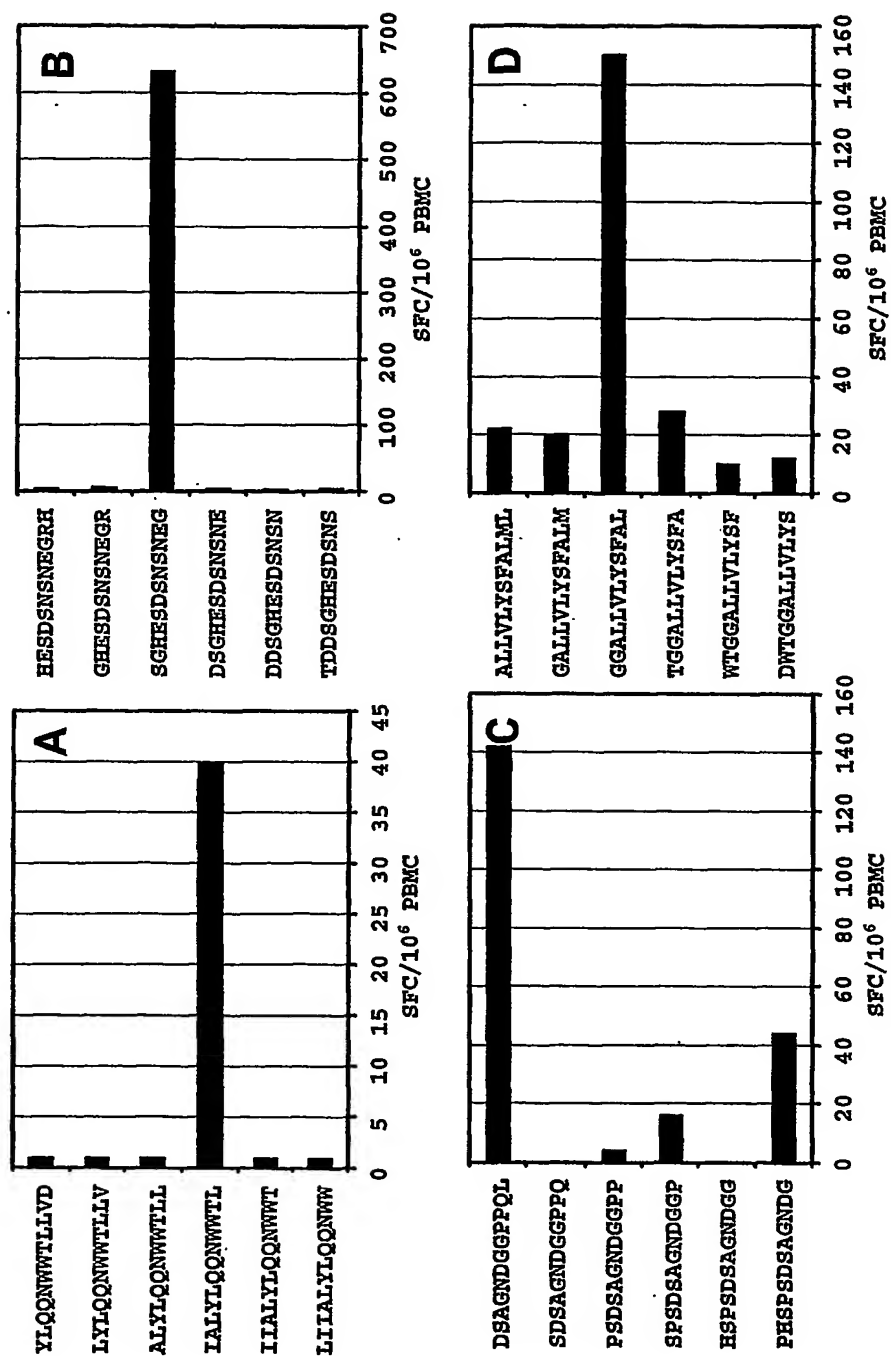 A
YLQQNWWTLLVD
LYLQQNWWTLLV
ALYLQQNWWTLL
IALYLQQNWWTL
IIALYLQQNWWT
LIIALYLQQNWW
0 5 10 15 20 25 30 35 40 45
SFC/10⁶ PBMC
B
HESDSNSNEGRH
GHESDSNSNEGR
SGHESDSNSNEG
DSGHESDSNSNE
DDSGHESDSNSN
TDDSGHESDSNS
0 100 200 300 400 500 600 700
SFC/10⁶ PBMC
C
DSAGNDGGPPQL
SDSAGNDGGPPQ
PSDSAGNDGGPP
SPSDSAGNDGGP
HSPSDSAGNDGG
PHSPSDSAGNDG
0 20 40 60 80 100 120 140 160
SFC/10⁶ PBMC
D
ALLVLYSFALML
GALLVLYSFALM
GGALLVLYSFAL
TGGALLVLYSFA
WTGGALLVLYSF
DWTGGALLVLYS
0 20 40 60 80 100 120 140 160
SFC/10⁶ PBMC